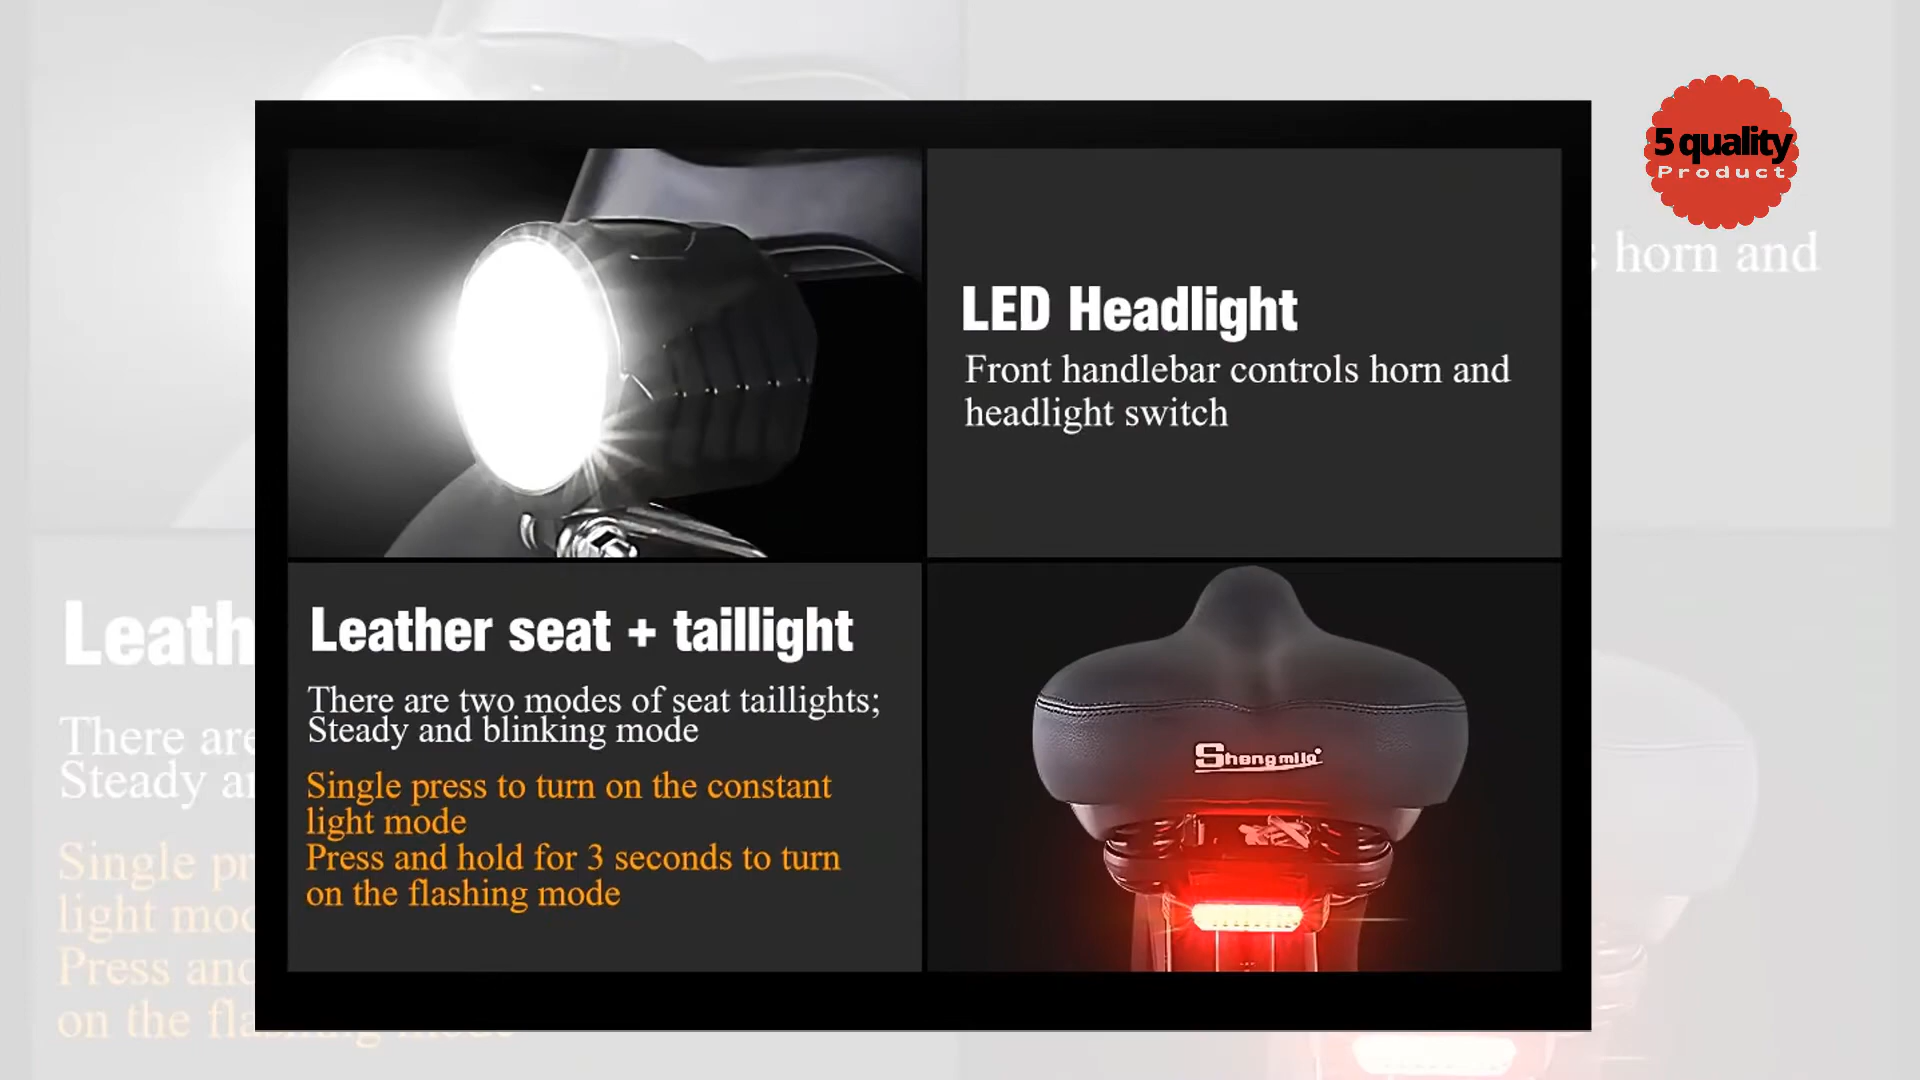 5 quality
Product
LED Headlight
Front handlebar controls horn and
headlight switch
Leather seat + taillight
There are two modes of seat taillights;
Steady and blinking mode
Single press to turn on the constant
light mode
Press and hold for 3 seconds to turn
on the flashing mode
Shengmilo
s horn and
Leath
There are
Steady a
Single pr
light mod
Press and
on the flashing mode